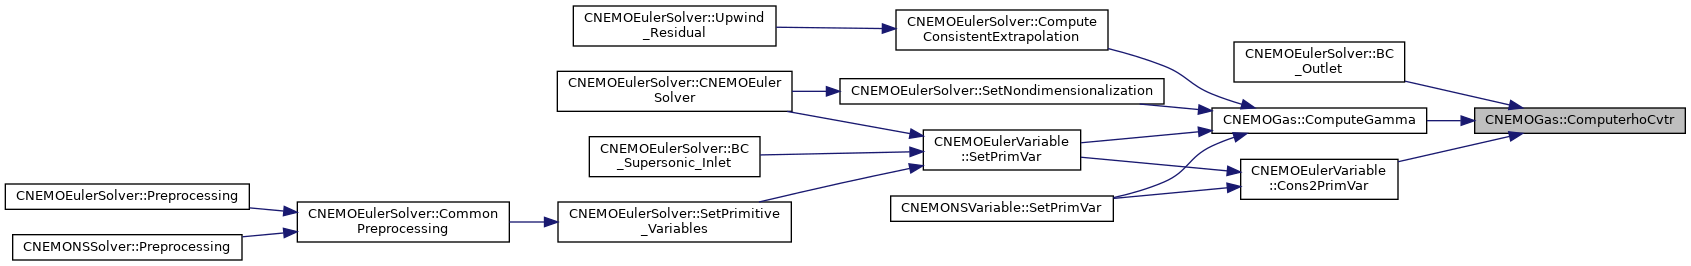 CNEMOEulerSolver::Upwind
_Residual
CNEMOEulerSolver::Compute
ConsistentExtrapolation
CNEMOEulerSolver::BC
_Outlet
CNEMOEulerSolver::CNEMOEuler
Solver
CNEMOEulerSolver::SetNondimensionalization
CNEMOGas::ComputeGamma
CNEMOGas::ComputerhoCvtr
CNEMOEulerSolver::BC
_Supersonic_Inlet
CNEMOEulerVariable
::SetPrimVar
CNEMOEulerVariable
::Cons2PrimVar
CNEMOEulerSolver::Preprocessing
CNEMOEulerSolver::Common
Preprocessing
CNEMOEulerSolver::SetPrimitive
_Variables
CNEMONSVariable::SetPrimVar
CNEMONSSolver::Preprocessing